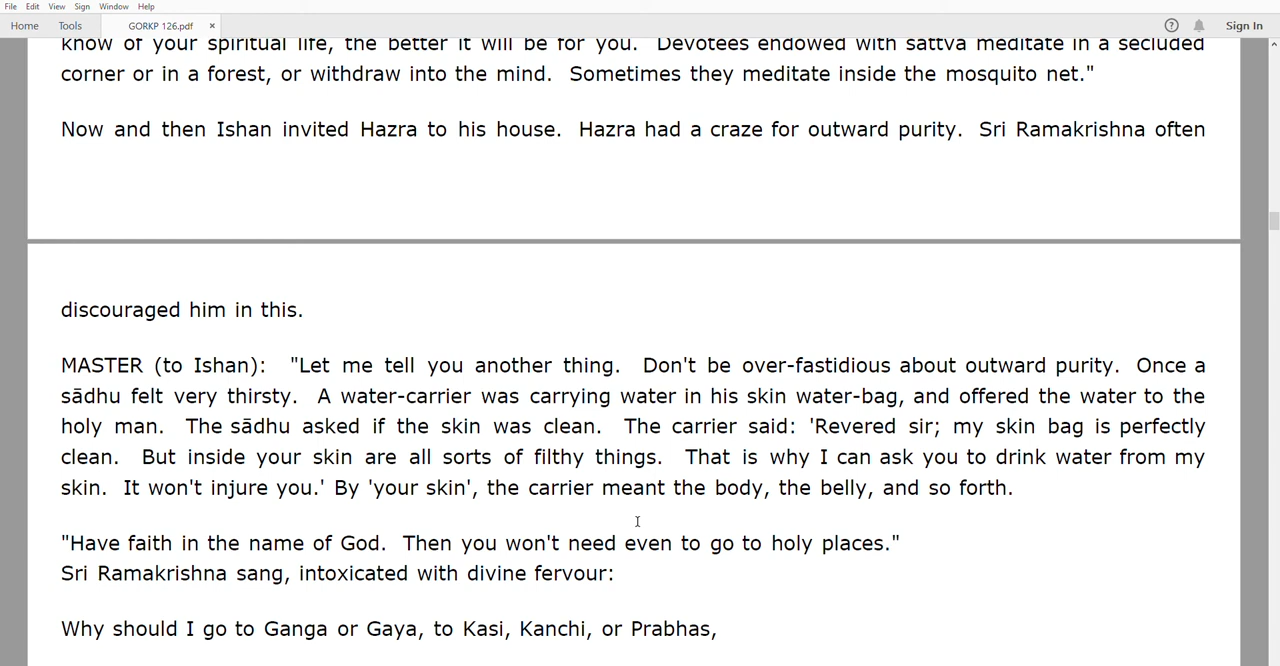 File Edit View Sign Window Help
Home Tools GORKP 126.pdf × Sign In
know of your spiritual life, the better it will be for you. Devotees endowed with sattva meditate in a secluded
corner or in a forest, or withdraw into the mind. Sometimes they meditate inside the mosquito net."
Now and then Ishan invited Hazra to his house. Hazra had a craze for outward purity. Sri Ramakrishna often
discouraged him in this.
MASTER (to Ishan): "Let me tell you another thing. Don't be over-fastidious about outward purity. Once a
sādhu felt very thirsty. A water-carrier was carrying water in his skin water-bag, and offered the water to the
holy man. The sādhu asked if the skin was clean. The carrier said: 'Revered sir; my skin bag is perfectly
clean. But inside your skin are all sorts of filthy things. That is why I can ask you to drink water from my
skin. It won't injure you.' By 'your skin', the carrier meant the body, the belly, and so forth.
"Have faith in the name of God. Then you won't need even to go to holy places."
Sri Ramakrishna sang, intoxicated with divine fervour:
Why should I go to Ganga or Gaya, to Kasi, Kanchi, or Prabhas,